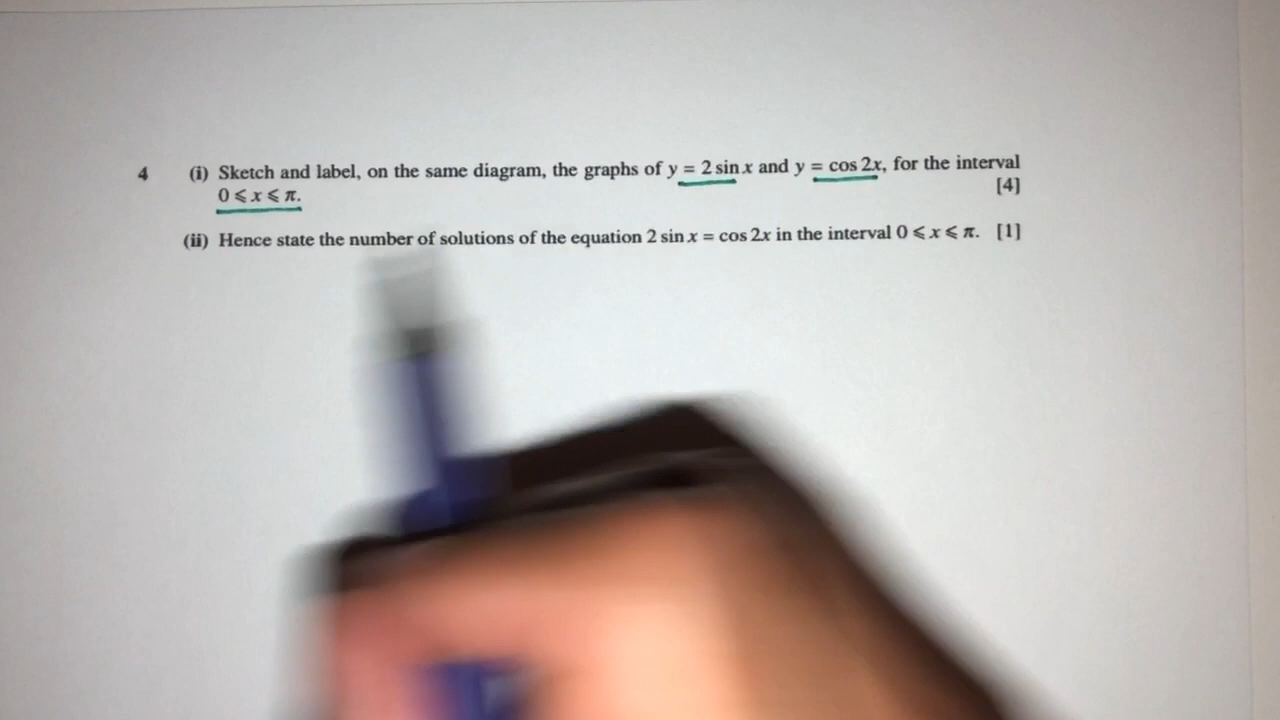 4 (i) Sketch and label, on the same diagram, the graphs of y = 2 sin x and y = cos 2x, for the interval
0 ⩽ x ⩽ π. [4]
(ii) Hence state the number of solutions of the equation 2 sin x = cos 2x in the interval 0 ⩽ x ⩽ π. [1]